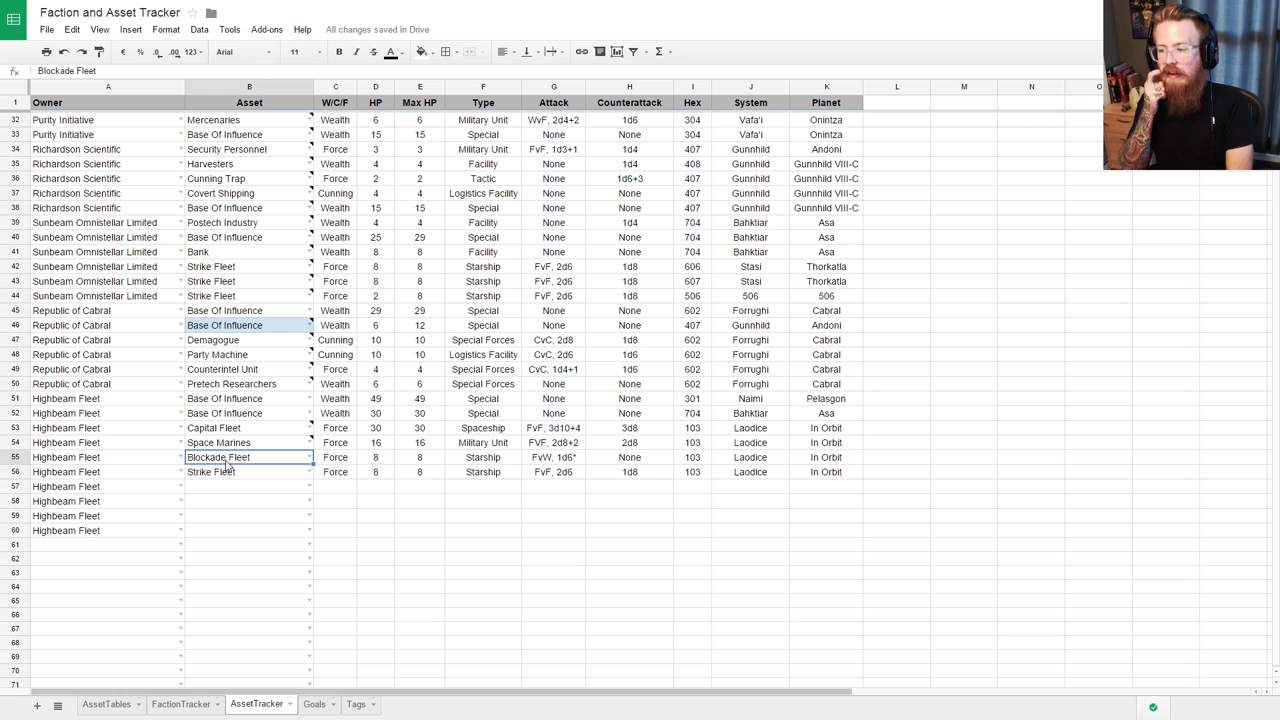 Faction and Asset Tracker
File Edit View Insert Format Data Tools Add-ons Help All changes saved in Drive
€ % .0 .00 123 Arial 11 B I S A Σ
fx Blockade Fleet
A B C D E F G H I J K L M N O
1 Owner Asset W/C/F HP Max HP Type Attack Counterattack Hex System Planet
32 Purity Initiative Mercenaries Wealth 6 6 Military Unit WvF, 2d4+2 1d6 304 Vafa'i Onintza
33 Purity Initiative Base Of Influence Wealth 15 15 Special None None 304 Vafa'i Onintza
34 Richardson Scientific Security Personnel Force 3 3 Military Unit FvF, 1d3+1 1d4 407 Gunnhild Andoni
35 Richardson Scientific Harvesters Wealth 4 4 Facility None 1d4 408 Gunnhild Gunnhild VIII-C
36 Richardson Scientific Cunning Trap Force 2 2 Tactic None 1d6+3 407 Gunnhild Gunnhild VIII-C
37 Richardson Scientific Covert Shipping Cunning 4 4 Logistics Facility None None 407 Gunnhild Gunnhild VIII-C
38 Richardson Scientific Base Of Influence Wealth 15 15 Special None None 407 Gunnhild Gunnhild VIII-C
39 Sunbeam Omnistellar Limited Postech Industry Wealth 4 4 Facility None 1d4 704 Bahktiar Asa
40 Sunbeam Omnistellar Limited Base Of Influence Wealth 25 29 Special None None 704 Bahktiar Asa
41 Sunbeam Omnistellar Limited Bank Wealth 8 8 Facility None None 704 Bahktiar Asa
42 Sunbeam Omnistellar Limited Strike Fleet Force 8 8 Starship FvF, 2d6 1d8 606 Stasi Thorkatla
43 Sunbeam Omnistellar Limited Strike Fleet Force 8 8 Starship FvF, 2d6 1d8 607 Stasi Thorkatla
44 Sunbeam Omnistellar Limited Strike Fleet Force 2 8 Starship FvF, 2d6 1d8 506 506 506
45 Republic of Cabral Base Of Influence Wealth 29 29 Special None None 602 Forrughi Cabral
46 Republic of Cabral Base Of Influence Wealth 6 12 Special None None 407 Gunnhild Andoni
47 Republic of Cabral Demagogue Cunning 10 10 Special Forces CvC, 2d8 1d8 602 Forrughi Cabral
48 Republic of Cabral Party Machine Cunning 10 10 Logistics Facility CvC, 2d6 1d6 602 Forrughi Cabral
49 Republic of Cabral Counterintel Unit Force 4 4 Special Forces CvC, 1d4+1 1d6 602 Forrughi Cabral
50 Republic of Cabral Pretech Researchers Wealth 6 6 Special Forces None None 602 Forrughi Cabral
51 Highbeam Fleet Base Of Influence Wealth 49 49 Special None None 301 Naimi Pelasgon
52 Highbeam Fleet Base Of Influence Wealth 30 30 Special None None 704 Bahktiar Asa
53 Highbeam Fleet Capital Fleet Force 30 30 Spaceship FvF, 3d10+4 3d8 103 Laodice In Orbit
54 Highbeam Fleet Space Marines Force 16 16 Military Unit FVF, 2d8+2 2d8 103 Laodice In Orbit
55 Highbeam Fleet Blockade Fleet Force 8 8 Starship FvW, 1d6* None 103 Laodice In Orbit
56 Highbeam Fleet Strike Fleet Force 8 8 Starship FvF, 2d6 1d8 103 Laodice In Orbit
57 Highbeam Fleet
58 Highbeam Fleet
59 Highbeam Fleet
60 Highbeam Fleet
61
62
63
64
65
66
67
68
69
70
71
AssetTables FactionTracker AssetTracker Goals Tags